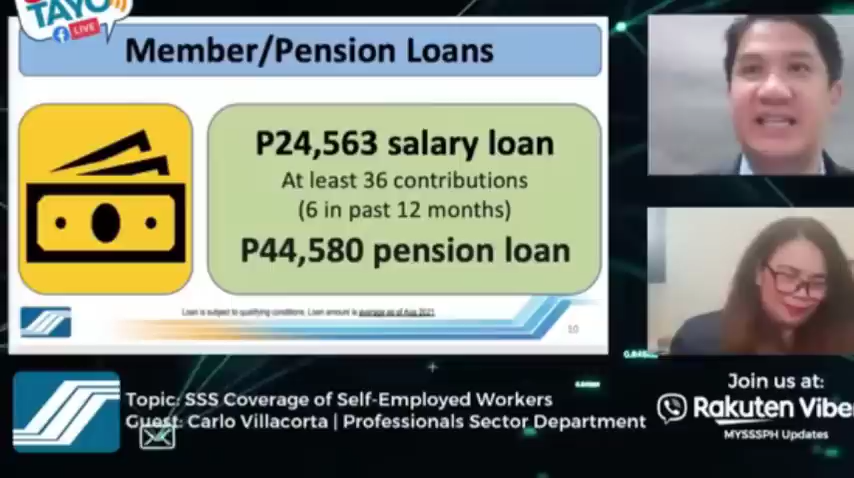 TAYO
LIVE
Member/Pension Loans
P24,563 salary loan
At least 36 contributions
(6 in past 12 months)
P44,580 pension loan
Loan is subject to qualifying conditions. Loan amount is average as of Aug 2021.
10
Topic: SSS Coverage of Self-Employed Workers
Guest: Carlo Villacorta | Professionals Sector Department
Join us at:
Rakuten Viber
MYSSSPH Updates